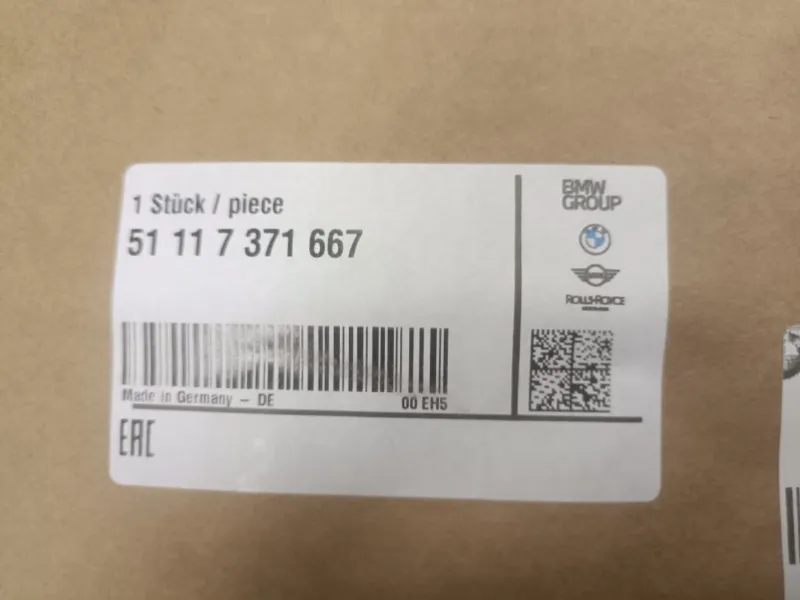 1 Stück / piece
51 11 7 371 667
Made in Germany – DE
00 EH5
EAC
BMW
GROUP
ROLLS-ROYCE